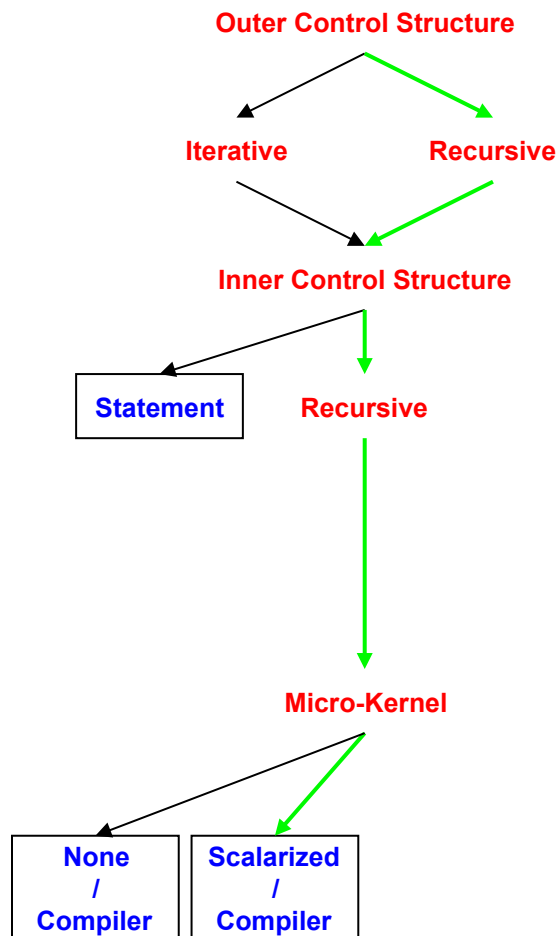 Outer Control Structure
Iterative
Recursive
Inner Control Structure
Statement
Recursive
Micro-Kernel
None
/
Compiler
Scalarized
/
Compiler